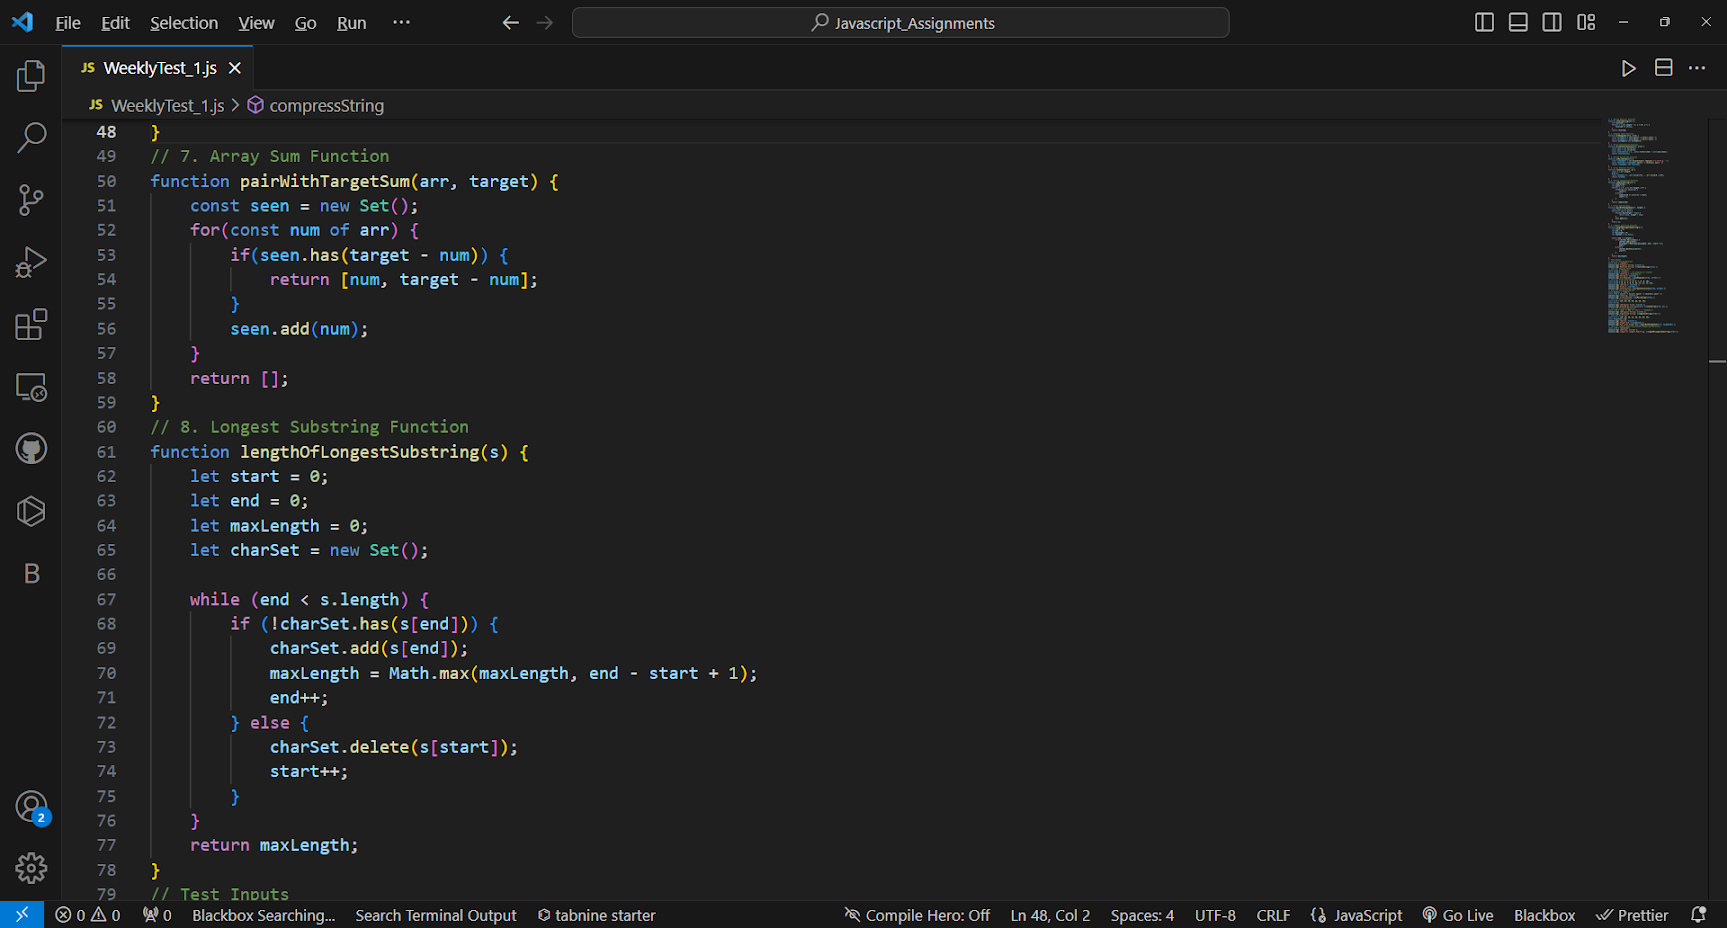 File Edit Selection View Go Run ··· Javascript_Assignments
JS WeeklyTest_1.js
JS WeeklyTest_1.js > compressString
48 }
49 // 7. Array Sum Function
50 function pairWithTargetSum(arr, target) {
51 const seen = new Set();
52 for(const num of arr) {
53 if(seen.has(target - num)) {
54 return [num, target - num];
55 }
56 seen.add(num);
57 }
58 return [];
59 }
60 // 8. Longest Substring Function
61 function lengthOfLongestSubstring(s) {
62 let start = 0;
63 let end = 0;
64 let maxLength = 0;
65 let charSet = new Set();
66
67 while (end < s.length) {
68 if (!charSet.has(s[end])) {
69 charSet.add(s[end]);
70 maxLength = Math.max(maxLength, end - start + 1);
71 end++;
72 } else {
73 charSet.delete(s[start]);
74 start++;
75 }
76 }
77 return maxLength;
78 }
79 // Test Inputs
B
2
0 0 0 Blackbox Searching... Search Terminal Output tabnine starter Compile Hero: Off Ln 48, Col 2 Spaces: 4 UTF-8 CRLF {} JavaScript Go Live Blackbox Prettier